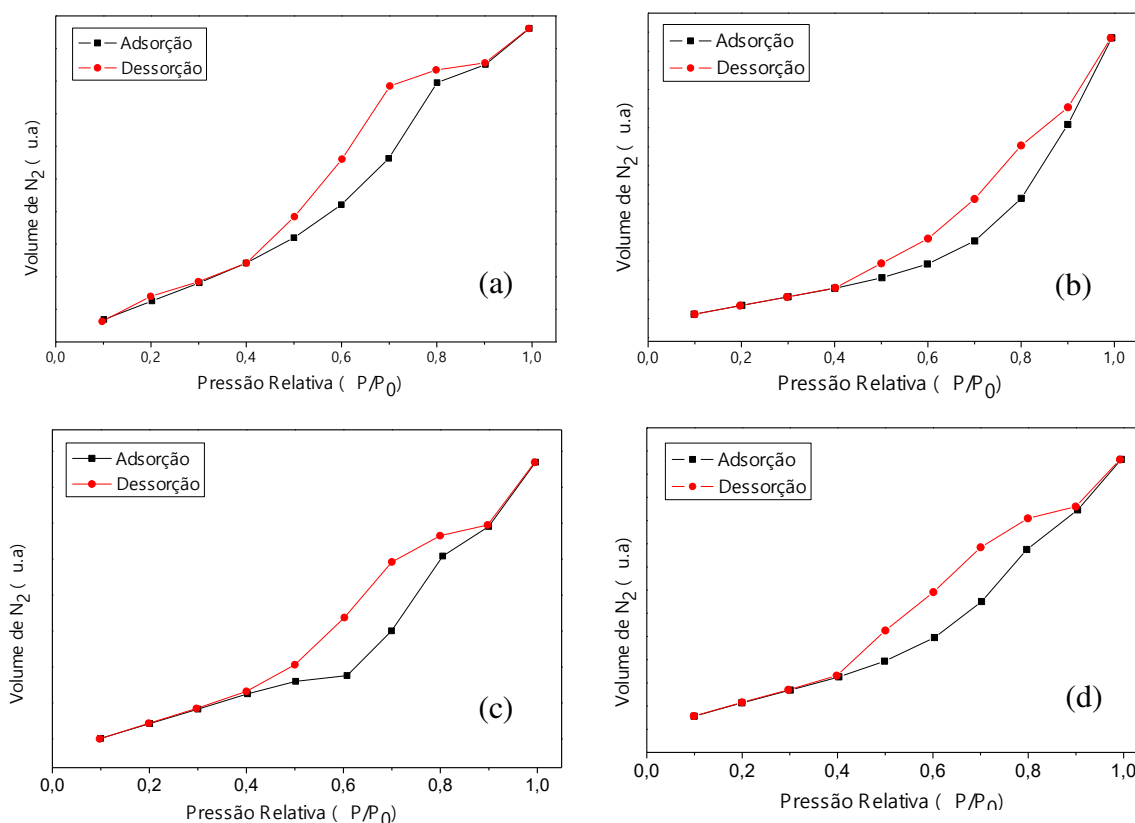 Adsorção
Dessorção
Volume de N2 ( u.a)
(a)
0,0 0,2 0,4 0,6 0,8 1,0
Pressão Relativa ( P/P0)
Adsorção
Dessorção
Volume de N2 ( u.a)
(b)
0,0 0,2 0,4 0,6 0,8 1,0
Pressão Relativa ( P/P0)
Adsorção
Dessorção
Volume de N2 ( u.a)
(c)
0,0 0,2 0,4 0,6 0,8 1,0
Pressão Relativa ( P/P0)
Adsorção
Dessorção
Volume de N2 ( u.a)
(d)
0,0 0,2 0,4 0,6 0,8 1,0
Pressão Relativa ( P/P0)